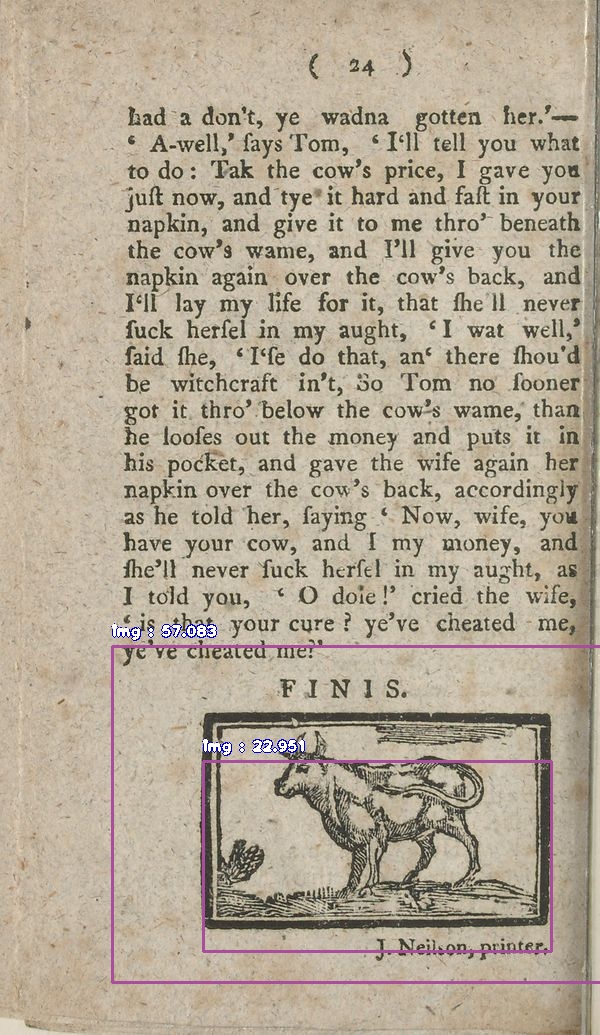 ( 24 )
had a don't, ye wadna gotten her.'—
‘ A-well,’ ſays Tom, ‘ I‘ll tell you what
to do : Tak the cow's price, I gave you
juſt now, and tye it hard and faſt in your
napkin, and give it to me thro’ beneath
the cow's wame, and I'll give you the
napkin again over the cow's back, and
I‘ll lay my life for it, that ſhe ll never
ſuck herſel in my aught, ‘ I wat well,’
ſaid ſhe, ‘ I‘ſe do that, an‘ there ſhou'd
be witchcraft in't, So Tom no ſooner
got it thro’ below the cow's wame, than
he looſes out the money and puts it in
his pocket, and gave the wife again her
napkin over the cow's back, accordingly
as he told her, ſaying ‘ Now, wife, you
have your cow, and I my money, and
ſhe'll never ſuck herſel in my aught, as
I told you, ‘ O dole !’ cried the wife,
‘ is that your cure ? ye've cheated me,
ye've cheated me?’
img : 57.083
FINIS.
img : 22.951
J. Neilson, printer.